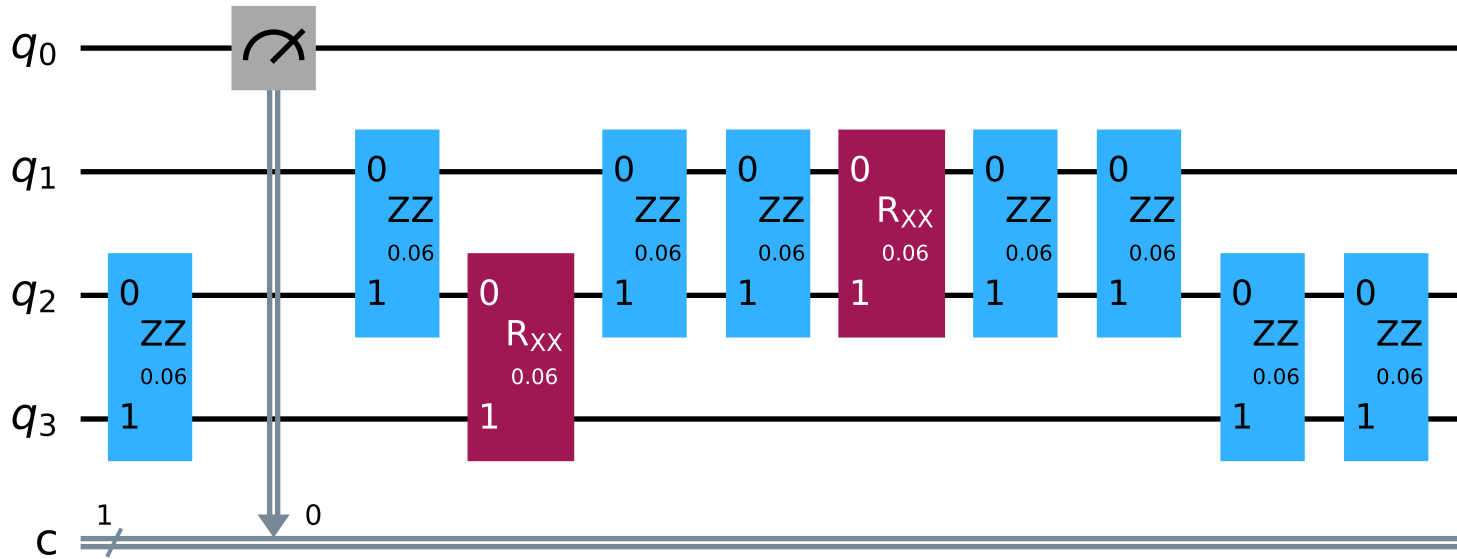 q0
q1 0 0 0 0 0 0
ZZ ZZ ZZ RXX ZZ ZZ
0.06 0.06 0.06 0.06 0.06 0.06
q2 0 1 0 1 1 1 1 1 0 0
ZZ RXX ZZ ZZ
0.06 0.06 0.06 0.06
q3 1 1 1 1
1 0
c